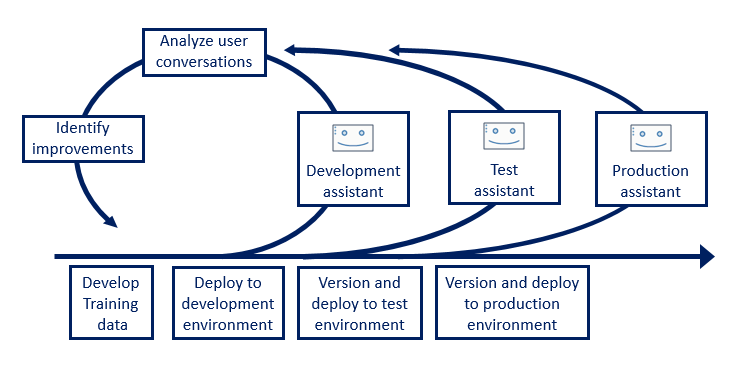 Analyze user
conversations
Identify
improvements
Development
assistant
Test
assistant
Production
assistant
Develop
Training
data
Deploy to
development
environment
Version and
deploy to test
environment
Version and deploy
to production
environment